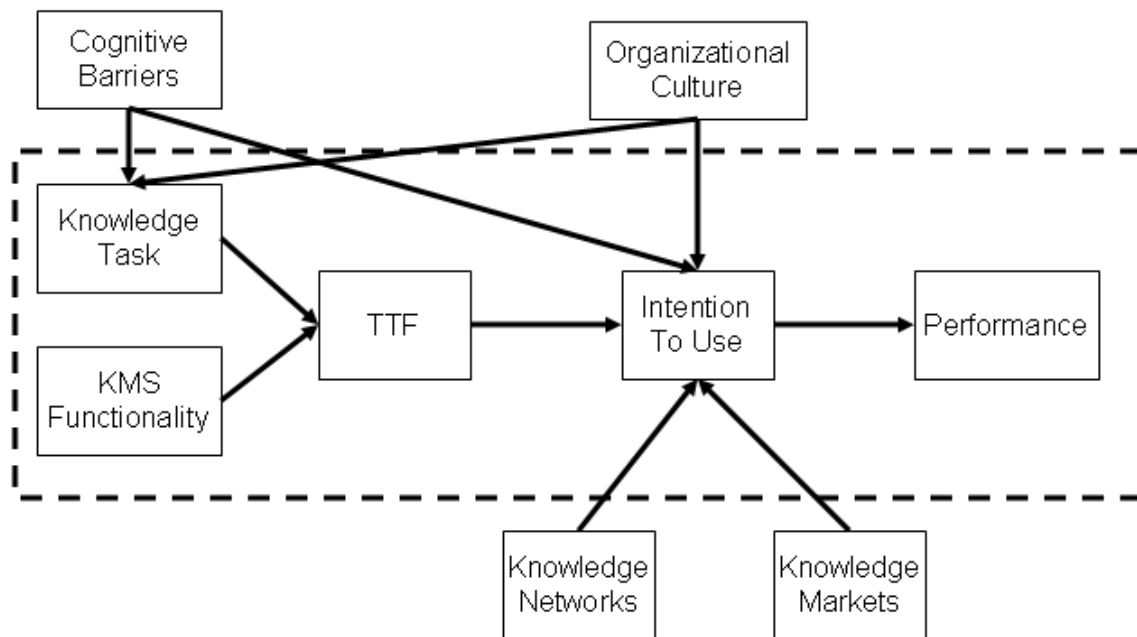 Cognitive
Barriers
Organizational
Culture
Knowledge
Task
TTF
Intention
To Use
Performance
KMS
Functionality
Knowledge
Networks
Knowledge
Markets